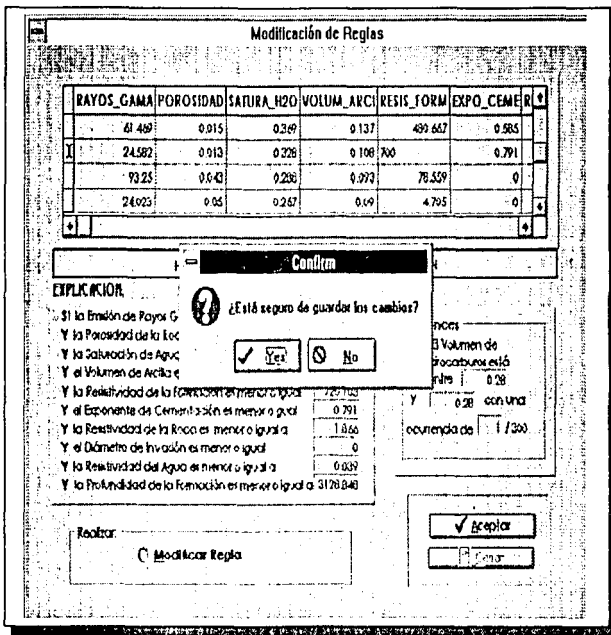 Modificación de Reglas
RAYOS_GAMA POROSIDAD SATURA_H2O VOLUM_ARCI RESIS_FORM EXPO_CEME R
61.469 0.015 0.369 0.137 480.667 0.585
24.582 0.013 0.328 0.108 700 0.791
93.25 0.043 0.288 0.093 78.559 0
24.023 0.05 0.267 0.09 4.795 0
Confirm
¿Está seguro de guardar los cambios?
Yes No
EXPLICACION.
Si la Emisión de Rayos G
Y la Porosidad de la Roc
Y la Saturación de Agua
Y el Volumen de Arcilla e
Y la Resistividad de la Formación es menor o igual
Y el Exponente de Cementación es menor o igual 0.791
Y la Resistividad de la Roca es menor o igual a 1.066
Y el Diámetro de Invasión es menor o igual 0
Y la Resistividad del Agua es menor o igual a 0.039
Y la Profundidad de la Formación es menor o igual a 3128.048
nces
El Volumen de
drocarburos está
ntre 0.28
Y 0.28 con una
ocurrencia de 1 / 300
Realizar:
Modificar Regla
Aceptar